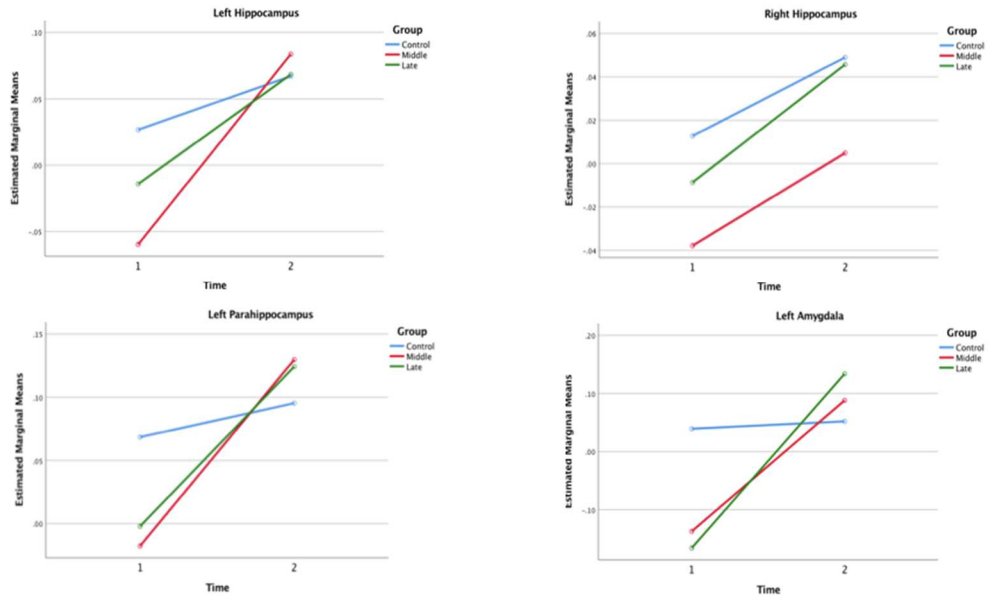 Left Hippocampus
Group
Control
Middle
Late
Estimated Marginal Means
.10
.05
.00
-.05
1
2
Time
Right Hippocampus
Group
Control
Middle
Late
Estimated Marginal Means
.06
.04
.02
.00
-.02
-.04
1
2
Time
Left Parahippocampus
Group
Control
Middle
Late
Estimated Marginal Means
.15
.10
.05
.00
1
2
Time
Left Amygdala
Group
Control
Middle
Late
Estimated Marginal Means
.20
.10
.00
-.10
1
2
Time